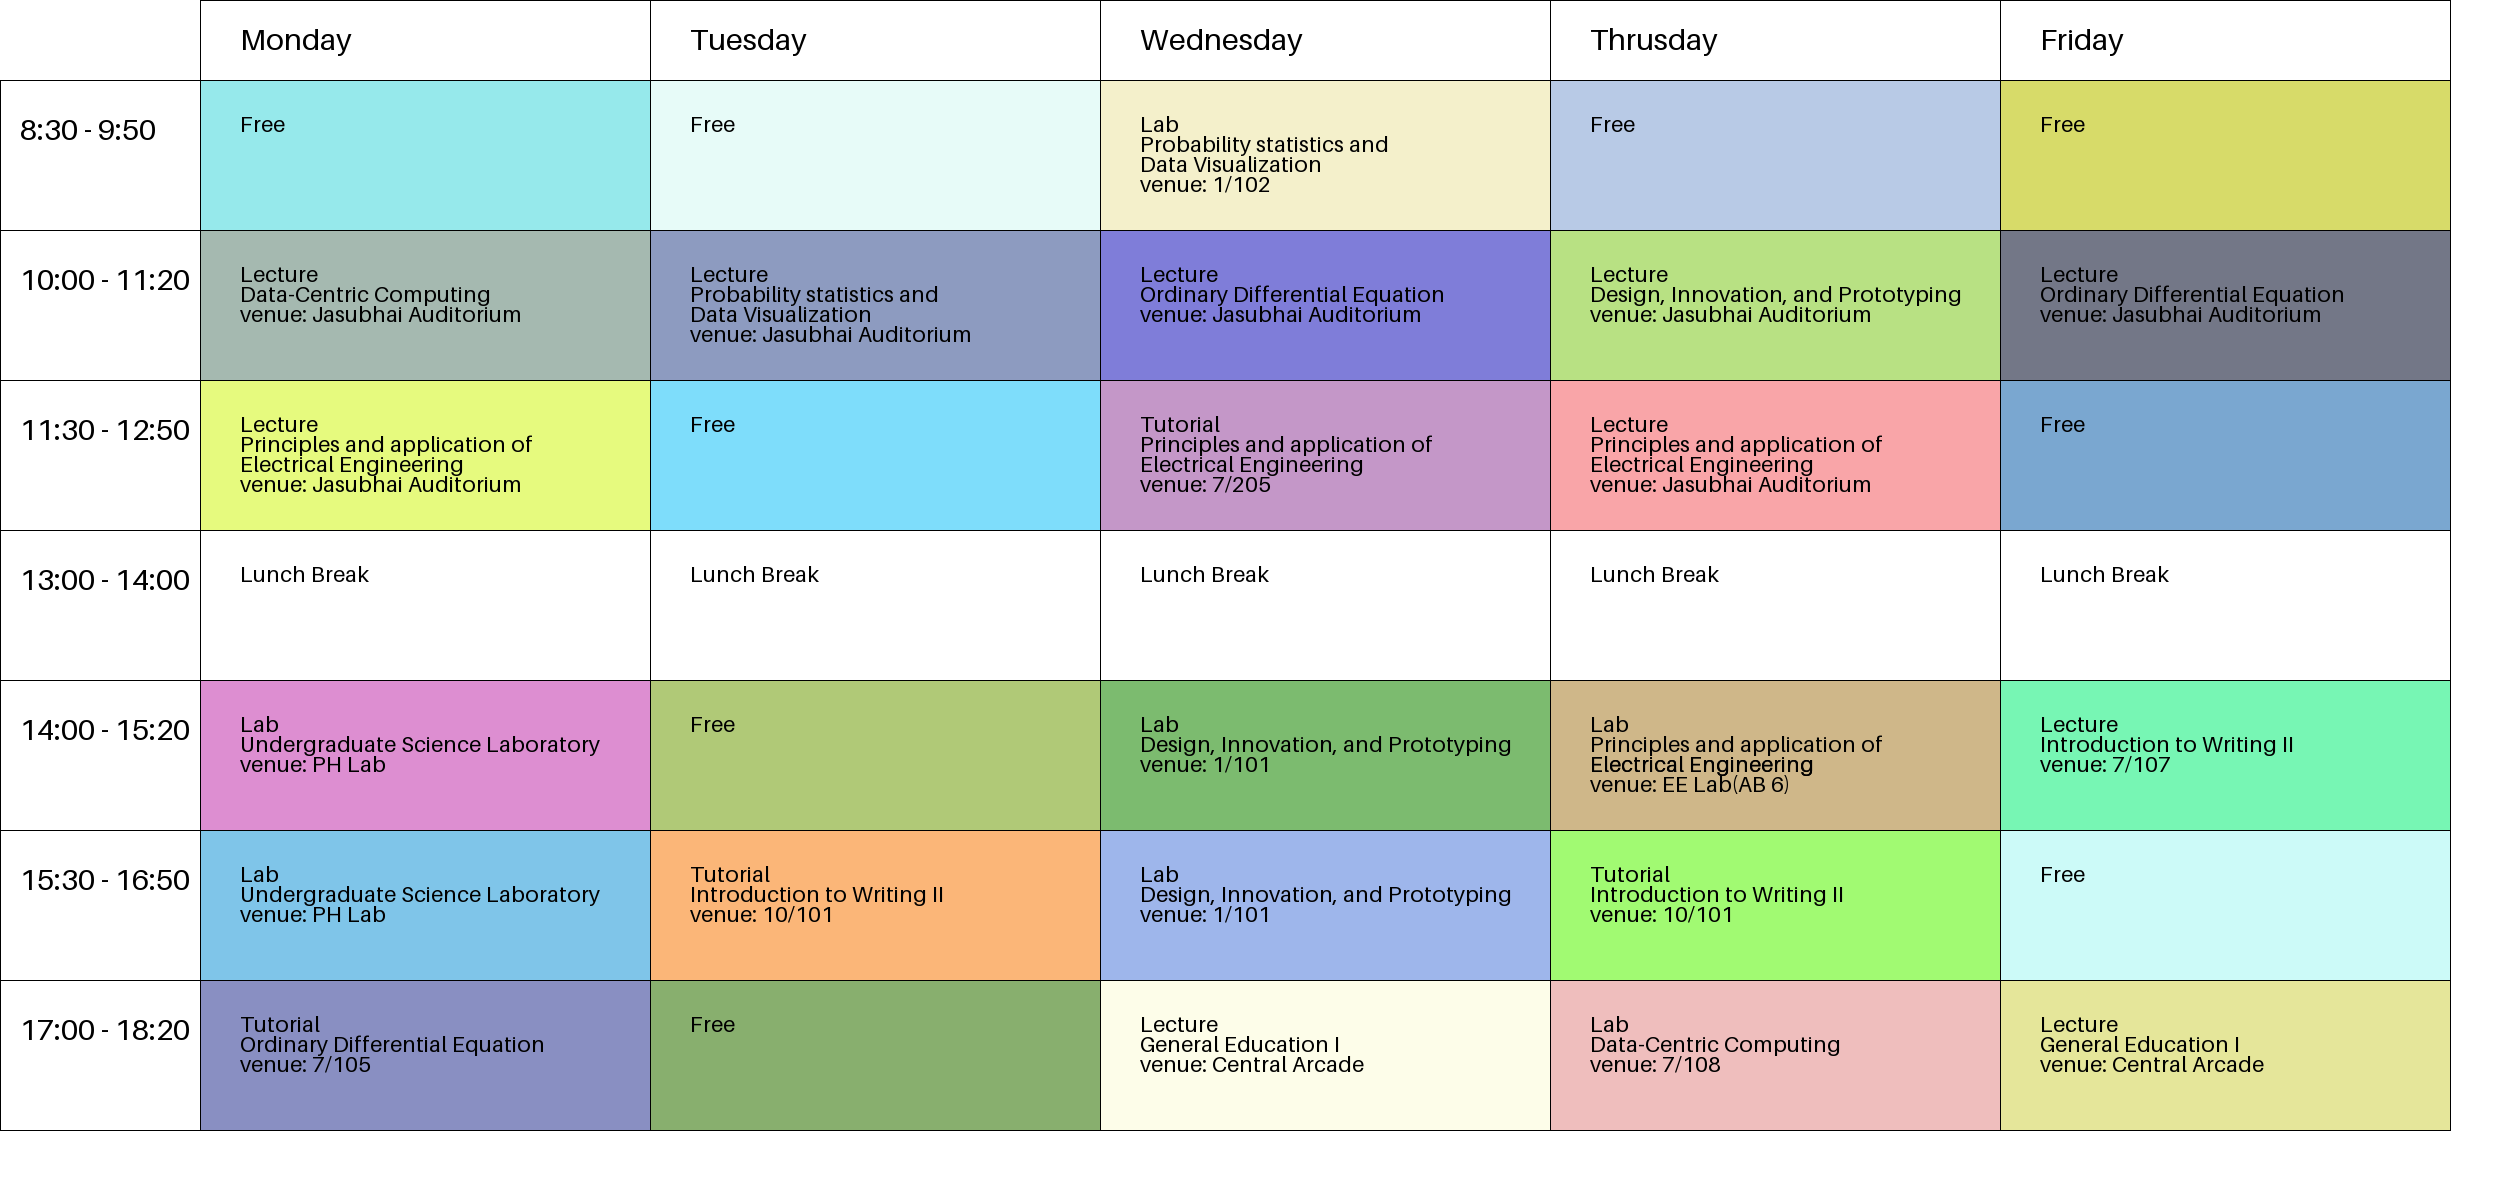 Monday
Tuesday
Wednesday
Thrusday
Friday
8:30 - 9:50
Free
Free
Lab
Probability statistics and
Data Visualization
venue: 1/102
Free
Free
10:00 - 11:20
Lecture
Data-Centric Computing
venue: Jasubhai Auditorium
Lecture
Probability statistics and
Data Visualization
venue: Jasubhai Auditorium
Lecture
Ordinary Differential Equation
venue: Jasubhai Auditorium
Lecture
Design, Innovation, and Prototyping
venue: Jasubhai Auditorium
Lecture
Ordinary Differential Equation
venue: Jasubhai Auditorium
11:30 - 12:50
Lecture
Principles and application of
Electrical Engineering
venue: Jasubhai Auditorium
Free
Tutorial
Principles and application of
Electrical Engineering
venue: 7/205
Lecture
Principles and application of
Electrical Engineering
venue: Jasubhai Auditorium
Free
13:00 - 14:00
Lunch Break
Lunch Break
Lunch Break
Lunch Break
Lunch Break
14:00 - 15:20
Lab
Undergraduate Science Laboratory
venue: PH Lab
Free
Lab
Design, Innovation, and Prototyping
venue: 1/101
Lab
Principles and application of
Electrical Engineering
venue: EE Lab(AB 6)
Lecture
Introduction to Writing II
venue: 7/107
15:30 - 16:50
Lab
Undergraduate Science Laboratory
venue: PH Lab
Tutorial
Introduction to Writing II
venue: 10/101
Lab
Design, Innovation, and Prototyping
venue: 1/101
Tutorial
Introduction to Writing II
venue: 10/101
Free
17:00 - 18:20
Tutorial
Ordinary Differential Equation
venue: 7/105
Free
Lecture
General Education I
venue: Central Arcade
Lab
Data-Centric Computing
venue: 7/108
Lecture
General Education I
venue: Central Arcade